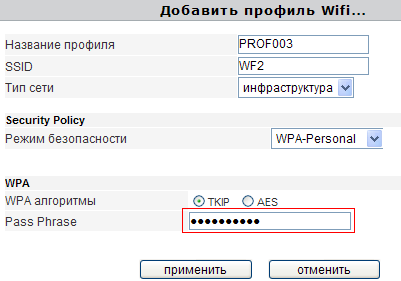 Добавить профиль Wifi...
Название профиля PROF003
SSID WF2
Тип сети инфраструктура
Security Policy
Режим безопасности WPA-Personal
WPA
WPA алгоритмы TKIP AES
Pass Phrase ●●●●●●●●●●
применить отменить